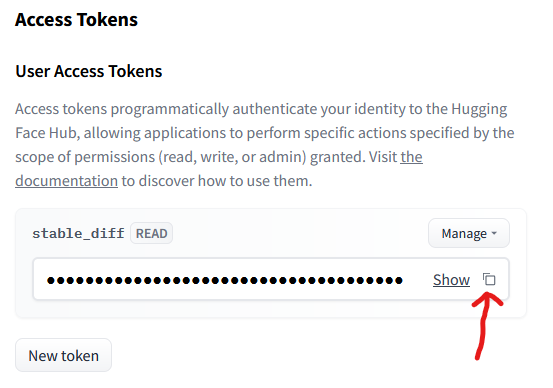 Access Tokens
User Access Tokens
Access tokens programmatically authenticate your identity to the Hugging
Face Hub, allowing applications to perform specific actions specified by the
scope of permissions (read, write, or admin) granted. Visit the
documentation to discover how to use them.
stable_diff READ Manage
••••••••••••••••••••••••••••••••••••• Show
New token